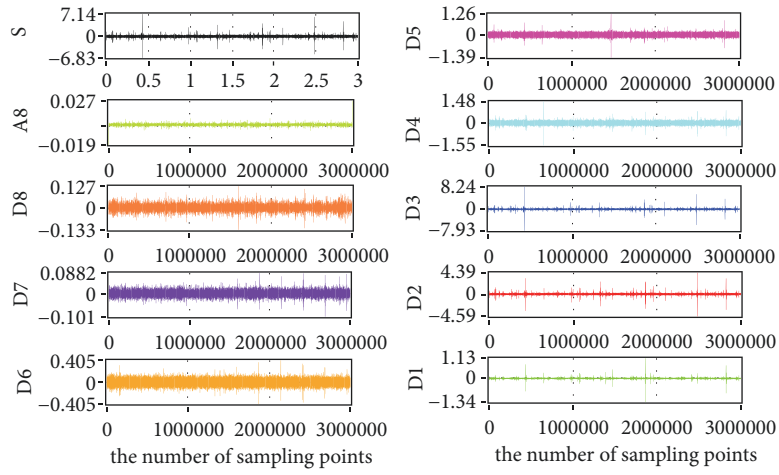 S
7.14
0
−6.83
0 0.5 1 1.5 2 2.5 3
A8
0.027
−0.019
0 1000000 2000000 3000000
D8
0.127
0
−0.133
0 1000000 2000000 3000000
D7
0.0882
0
−0.101
0 1000000 2000000 3000000
D6
0.405
0
−0.405
0 1000000 2000000 3000000
the number of sampling points
D5
1.26
0
−1.39
0 1000000 2000000 3000000
D4
1.48
0
−1.55
0 1000000 2000000 3000000
D3
8.24
0
−7.93
0 1000000 2000000 3000000
D2
4.39
0
−4.59
0 1000000 2000000 3000000
D1
1.13
0
−1.34
0 1000000 2000000 3000000
the number of sampling points